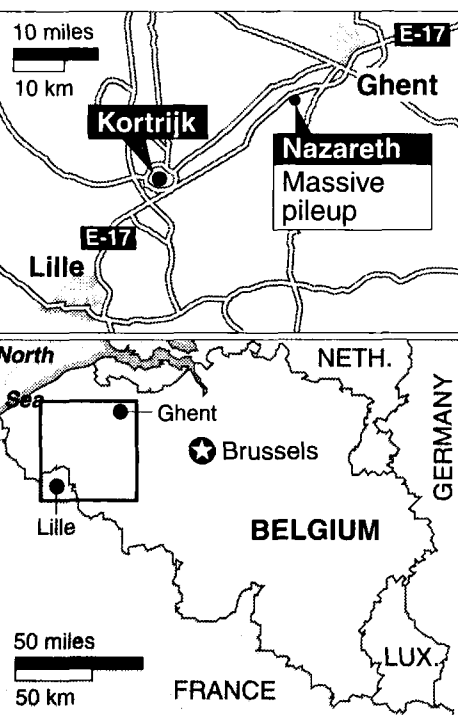 10 miles
10 km
E-17
Ghent
Kortrijk
Nazareth
Massive
pileup
E-17
Lille
North
Sea
NETH.
GERMANY
Ghent
Brussels
Lille
BELGIUM
50 miles
50 km
LUX.
FRANCE